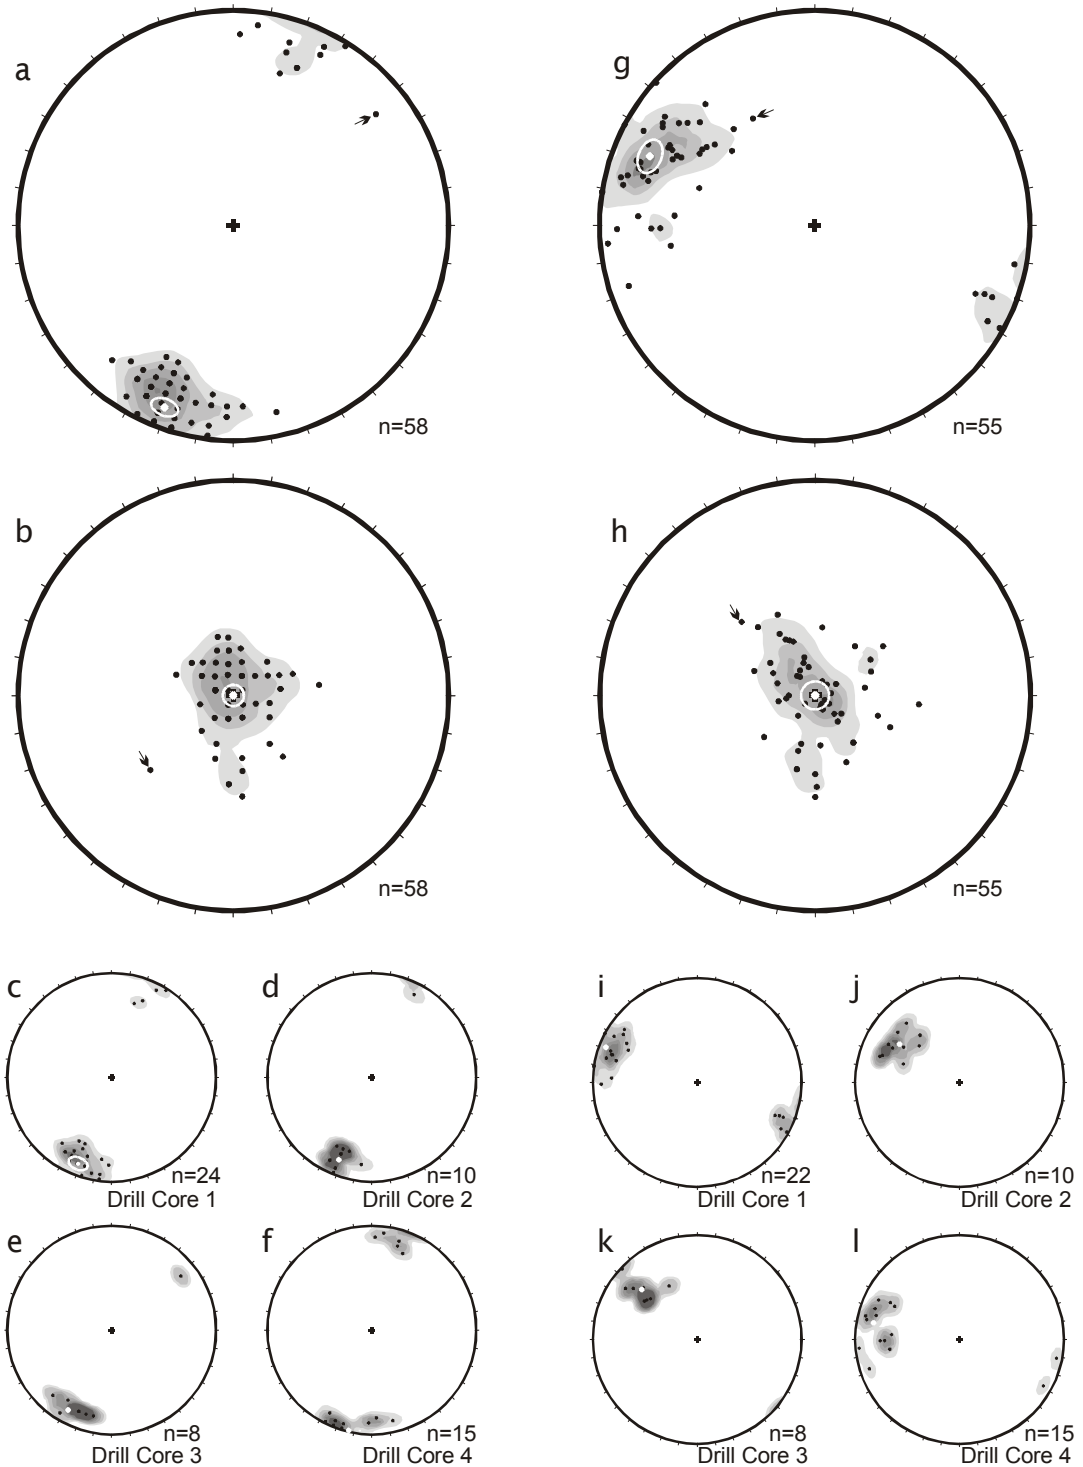 a
g
n=58
n=55
b
h
n=58
n=55
c
d
i
j
n=24
n=10
n=22
n=10
Drill Core 1
Drill Core 2
Drill Core 1
Drill Core 2
e
f
k
l
n=8
n=15
n=8
n=15
Drill Core 3
Drill Core 4
Drill Core 3
Drill Core 4